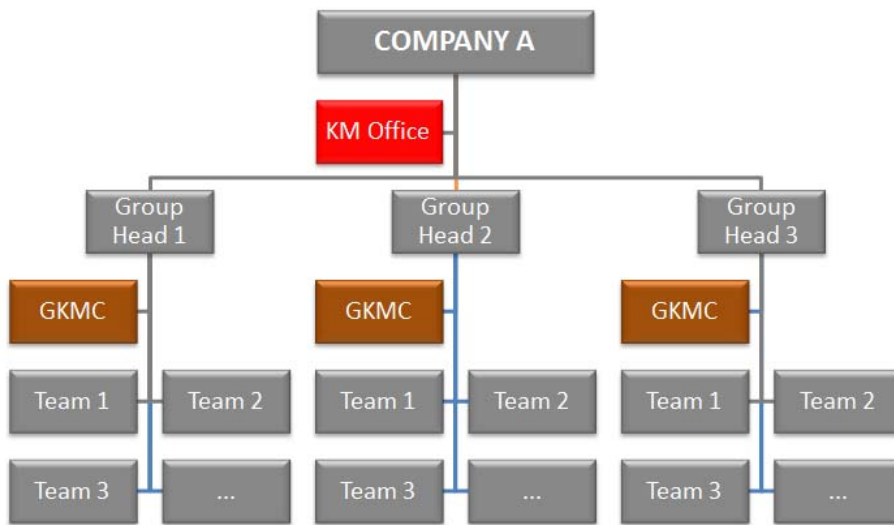 COMPANY A
KM Office
Group
Head 1
Group
Head 2
Group
Head 3
GKMC
GKMC
GKMC
Team 1
Team 2
Team 1
Team 2
Team 1
Team 2
Team 3
...
Team 3
...
Team 3
...